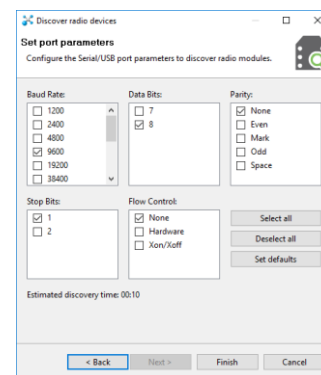 Discover radio devices
Set port parameters
Configure the Serial/USB port parameters to discover radio modules.
Baud Rate:
1200
2400
4800
9600
19200
38400
Data Bits:
7
8
Parity:
None
Even
Mark
Odd
Space
Stop Bits:
1
2
Flow Control:
None
Hardware
Xon/Xoff
Select all
Deselect all
Set defaults
Estimated discovery time: 00:10
< Back
Next >
Finish
Cancel